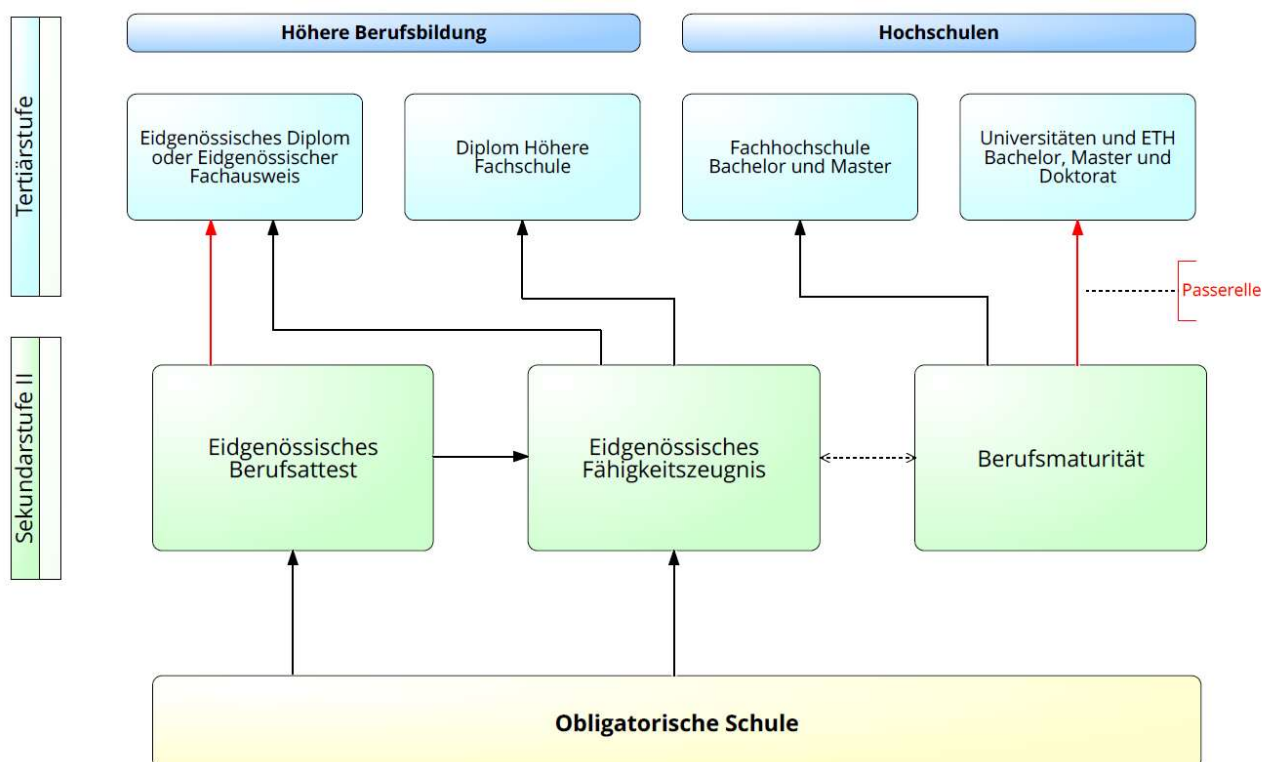 Höhere Berufsbildung
Hochschulen
Tertiärstufe
Eidgenössisches Diplom
oder Eidgenössischer
Fachausweis
Diplom Höhere
Fachschule
Fachhochschule
Bachelor und Master
Universitäten und ETH
Bachelor, Master und
Doktorat
Passerelle
Sekundarstufe II
Eidgenössisches
Berufsattest
Eidgenössisches
Fähigkeitszeugnis
Berufsmaturität
Obligatorische Schule